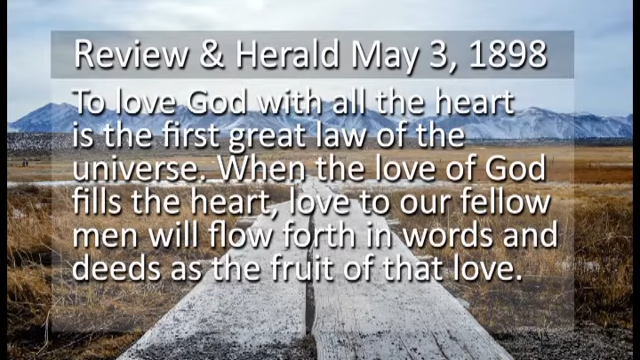 Review & Herald May 3, 1898
To love God with all the heart
is the first great law of the
universe. When the love of God
fills the heart, love to our fellow
men will flow forth in words and
deeds as the fruit of that love.